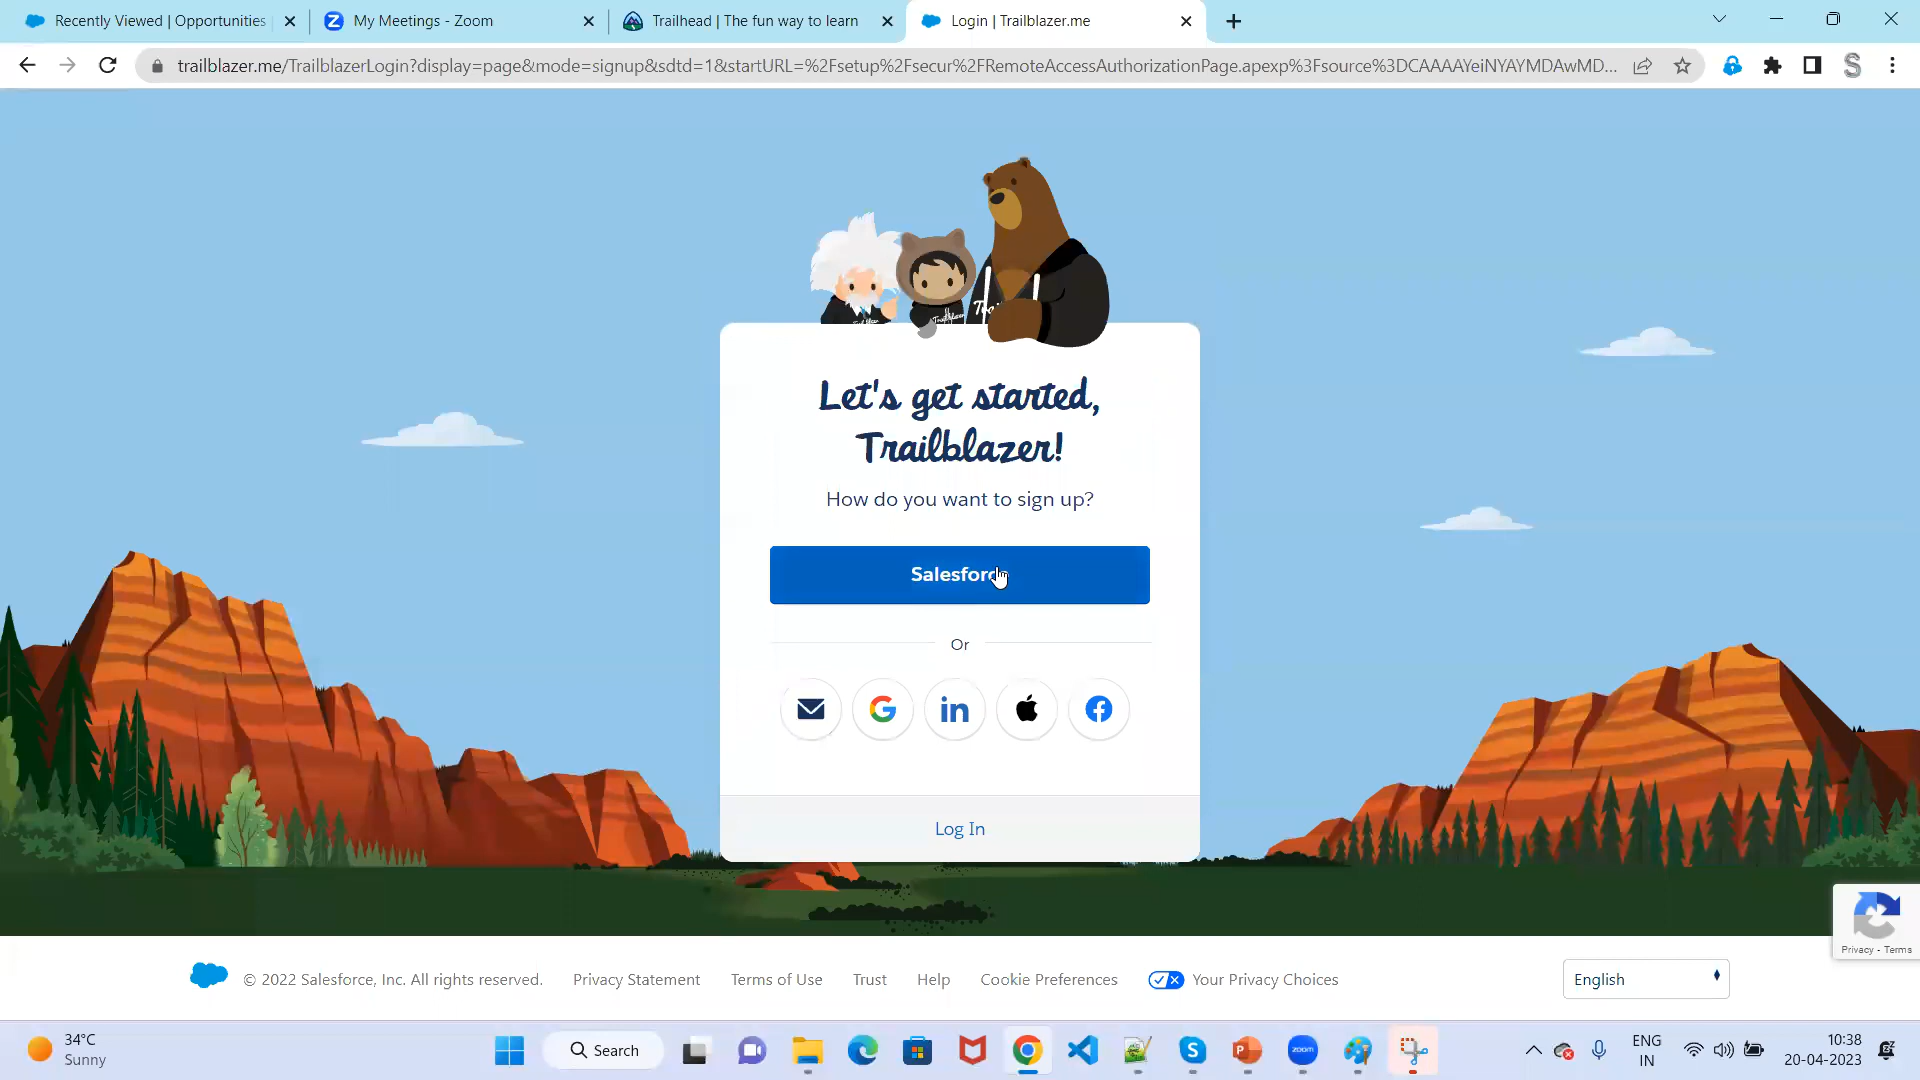 Recently Viewed | Opportunities
My Meetings - Zoom
Trailhead | The fun way to learn
Login | Trailblazer.me
trailblazer.me/TrailblazerLogin?display=page&mode=signup&sdtd=1&startURL=%2Fsetup%2Fsecur%2FRemoteAccessAuthorizationPage.apexp%3Fsource%3DCAAAAYeiNYAYMDAwMD...
Let's get started,
Trailblazer!
How do you want to sign up?
Salesforc
Or
Log In
Privacy - Terms
© 2022 Salesforce, Inc. All rights reserved.
Privacy Statement
Terms of Use
Trust
Help
Cookie Preferences
Your Privacy Choices
English
34°C
Sunny
Search
zoom
ENG
IN
10:38
20-04-2023